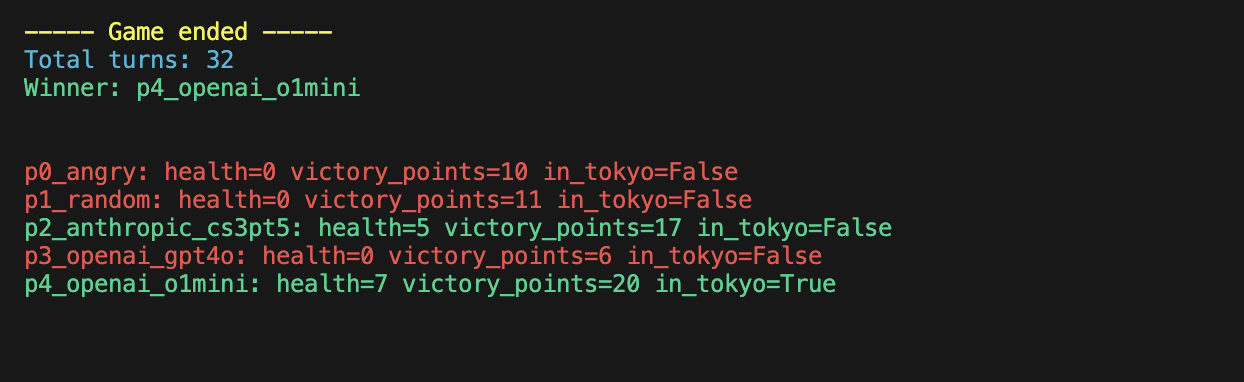 ----- Game ended -----
Total turns: 32
Winner: p4_openai_o1mini
p0_angry: health=0 victory_points=10 in_tokyo=False
p1_random: health=0 victory_points=11 in_tokyo=False
p2_anthropic_cs3pt5: health=5 victory_points=17 in_tokyo=False
p3_openai_gpt4o: health=0 victory_points=6 in_tokyo=False
p4_openai_o1mini: health=7 victory_points=20 in_tokyo=True